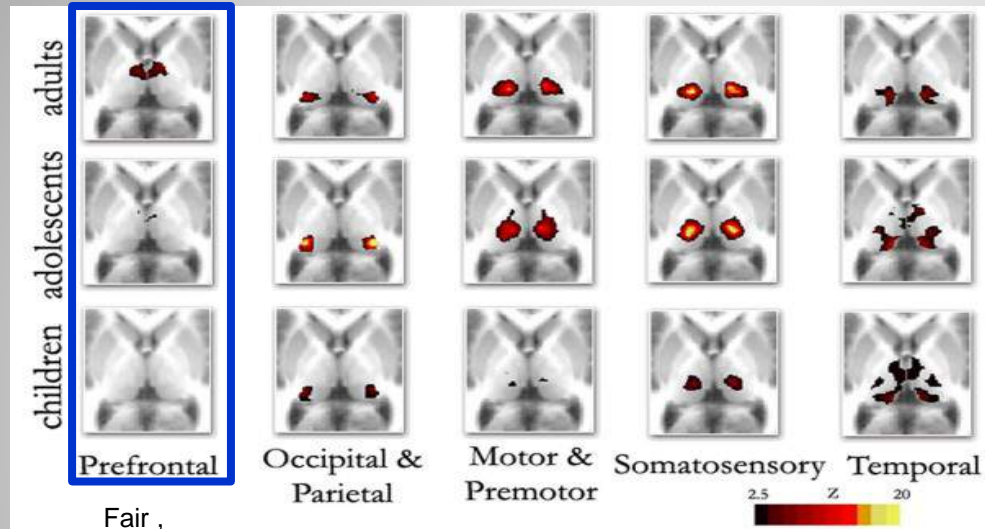 adults
adolescents
children
Prefrontal
Occipital &
Parietal
Motor &
Premotor
Somatosensory
Temporal
2.5 Z 20
Fair ,